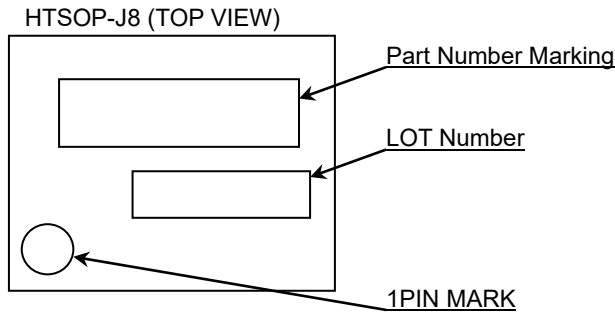 HTSOP-J8 (TOP VIEW)
Part Number Marking
LOT Number
1PIN MARK